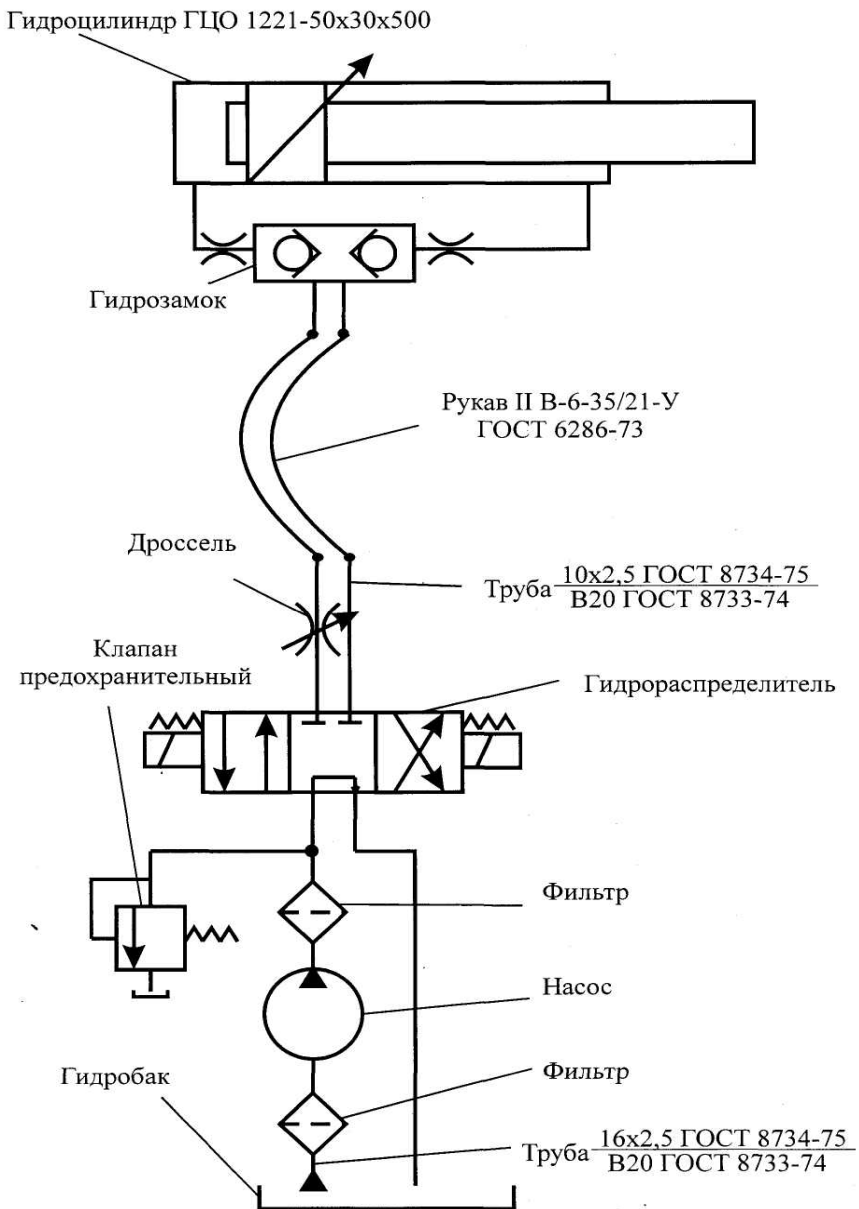 Гидроцилиндр ГЦО 1221-50х30х500
Гидрозамок
Рукав II В-6-35/21-У
ГОСТ 6286-73
Дроссель
Труба 10х2,5 ГОСТ 8734-75
В20 ГОСТ 8733-74
Клапан
предохранительный
Гидрораспределитель
Фильтр
Насос
Гидробак
Фильтр
Труба 16х2,5 ГОСТ 8734-75
В20 ГОСТ 8733-74